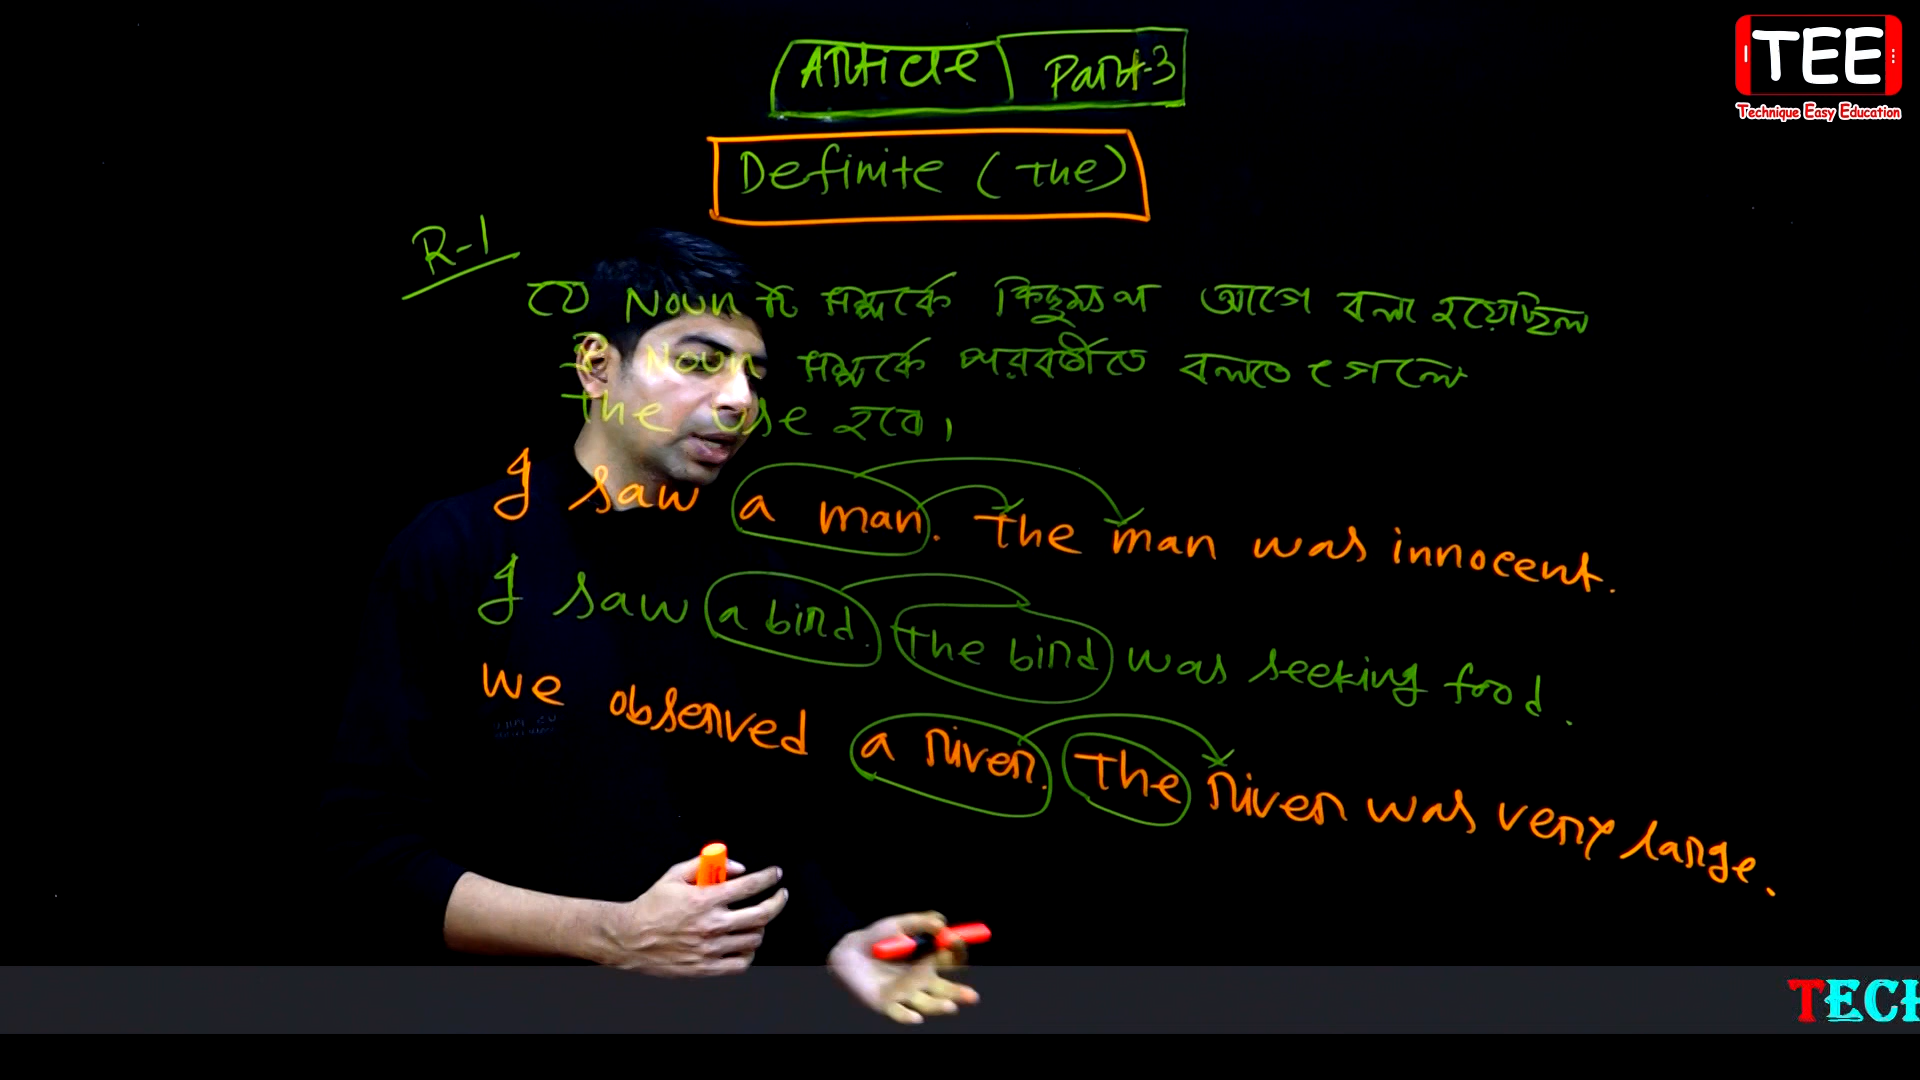 TEE
Technique Easy Education
Article Part-3
Definite (The)
R-1
যে Noun টি সম্পর্কে কিছুক্ষণ আগে বলা হয়েছিল
ঐ Noun সম্পর্কে পরবর্তীতে বলতে গেলে
The use হবে।
I saw a man. The man was innocent.
I saw a bird. The bird was seeking food.
We observed a river. The river was very large.
TECH